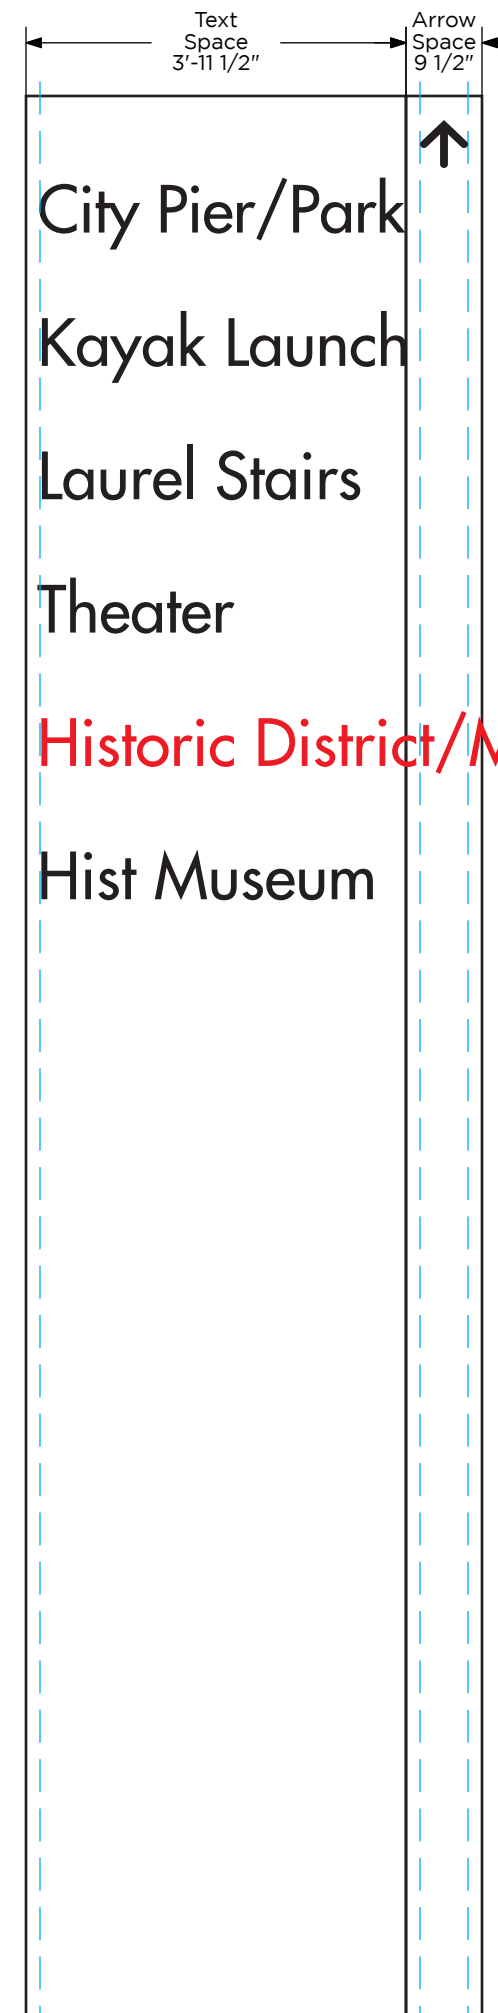 Text
Space
3'-11 1/2"
Arrow
Space
9 1/2"
City Pier/Park
Kayak Launch
Laurel Stairs
Theater
Historic District/M
Hist Museum